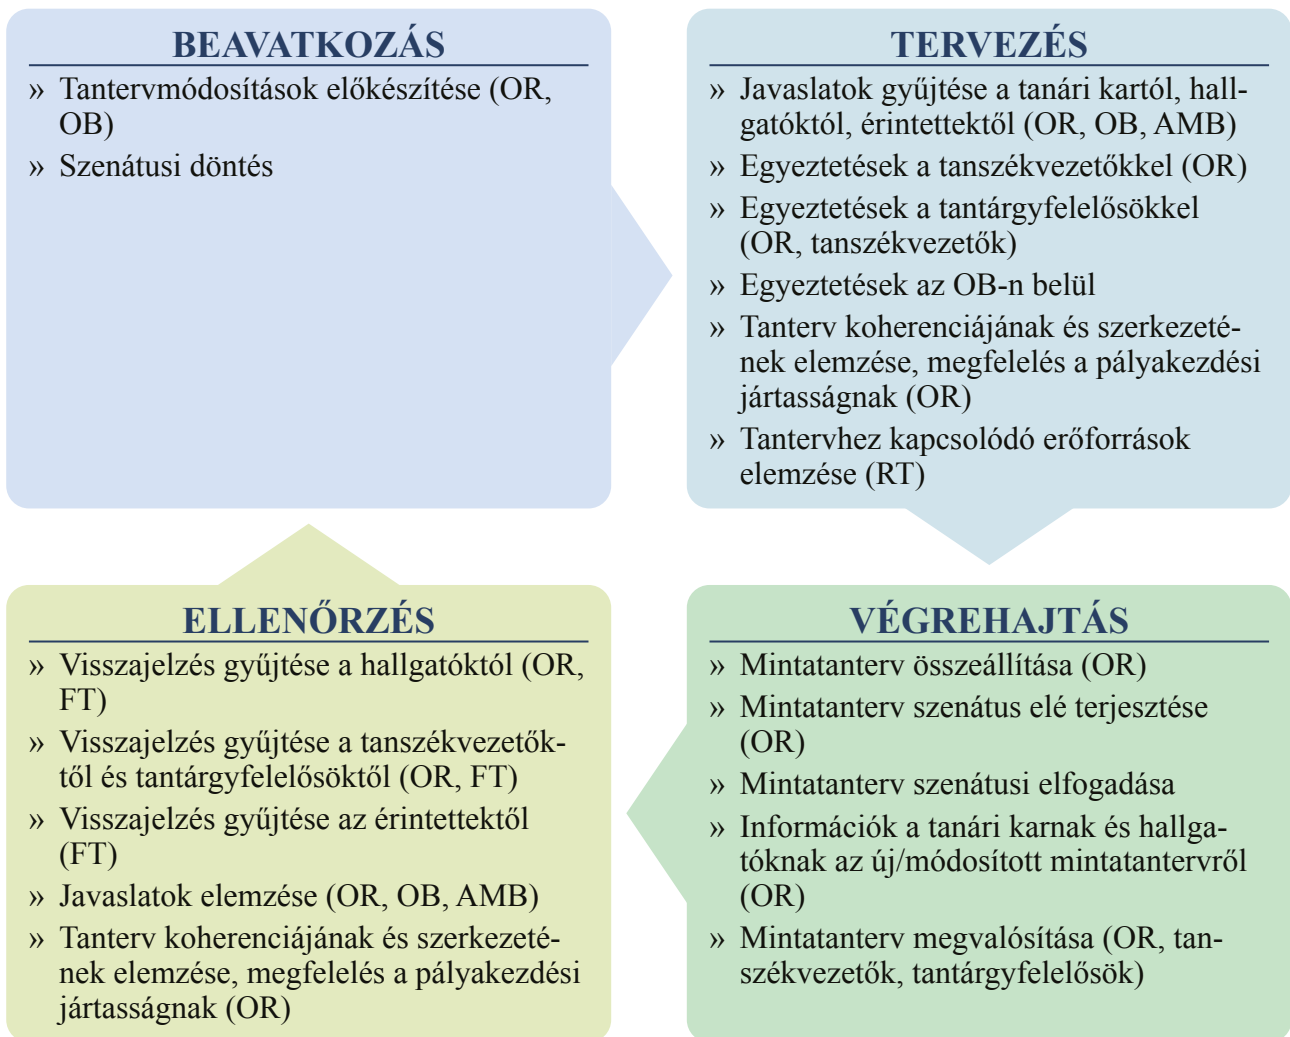 BEAVATKOZÁS
» Tantervmódosítások előkészítése (OR,
OB)
» Szenátusi döntés
TERVEZÉS
» Javaslatok gyűjtése a tanári kartól, hall-
gatóktól, érintettektől (OR, OB, AMB)
» Egyeztetések a tanszékvezetőkkel (OR)
» Egyeztetések a tantárgyfelelősökkel
(OR, tanszékvezetők)
» Egyeztetések az OB-n belül
» Tanterv koherenciájának és szerkezeté-
nek elemzése, megfelelés a pályakezdési
jártasságnak (OR)
» Tantervhez kapcsolódó erőforrások
elemzése (RT)
ELLENŐRZÉS
» Visszajelzés gyűjtése a hallgatóktól (OR,
FT)
» Visszajelzés gyűjtése a tanszékvezetők-
től és tantárgyfelelősöktől (OR, FT)
» Visszajelzés gyűjtése az érintettektől
(FT)
» Javaslatok elemzése (OR, OB, AMB)
» Tanterv koherenciájának és szerkezeté-
nek elemzése, megfelelés a pályakezdési
jártasságnak (OR)
VÉGREHAJTÁS
» Mintatanterv összeállítása (OR)
» Mintatanterv szenátus elé terjesztése
(OR)
» Mintatanterv szenátusi elfogadása
» Információk a tanári karnak és hallga-
tóknak az új/módosított mintatantervről
(OR)
» Mintatanterv megvalósítása (OR, tan-
székvezetők, tantárgyfelelősök)